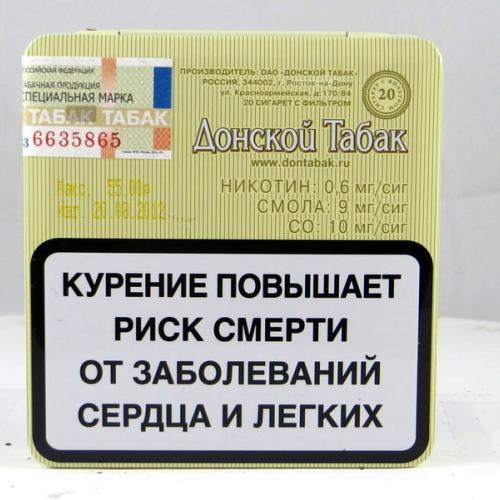 РОССИЙСКАЯ ФЕДЕРАЦИЯ
ТАБАЧНАЯ ПРОДУКЦИЯ
СПЕЦИАЛЬНАЯ МАРКА
ТАБАК ТАБАК
6635865
ПРОИЗВОДИТЕЛЬ: ОАО «ДОНСКОЙ ТАБАК»
РОССИЯ, 344002, г. Ростов-на-Дону
ул. Красноармейская, д.170/84
20 СИГАРЕТ С ФИЛЬТРОМ
20
Донской Табак
www.dontabak.ru
Макс. 55.00р
Изг. 20.08.2012
НИКОТИН: 0,6 мг/сиг
СМОЛА: 9 мг/сиг
СО: 10 мг/сиг
КУРЕНИЕ ПОВЫШАЕТ
РИСК СМЕРТИ
ОТ ЗАБОЛЕВАНИЙ
СЕРДЦА И ЛЕГКИХ